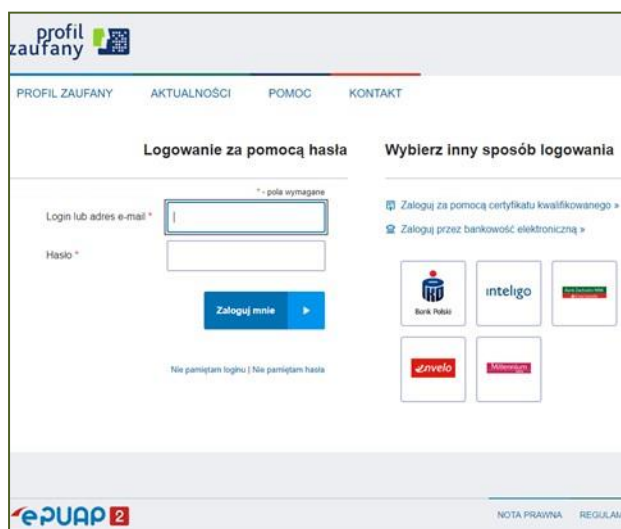 profil
zaufany
PROFIL ZAUFANY AKTUALNOŚCI POMOC KONTAKT
Logowanie za pomocą hasła
* - pola wymagane
Login lub adres e-mail *
Hasło *
Zaloguj mnie
Nie pamiętam loginu | Nie pamiętam hasła
Wybierz inny sposób logowania
Zaloguj za pomocą certyfikatu kwalifikowanego »
Zaloguj przez bankowość elektroniczną »
Bank Polski
inteligo
envelo
Millennium
ePUAP 2
NOTA PRAWNA REGULAM